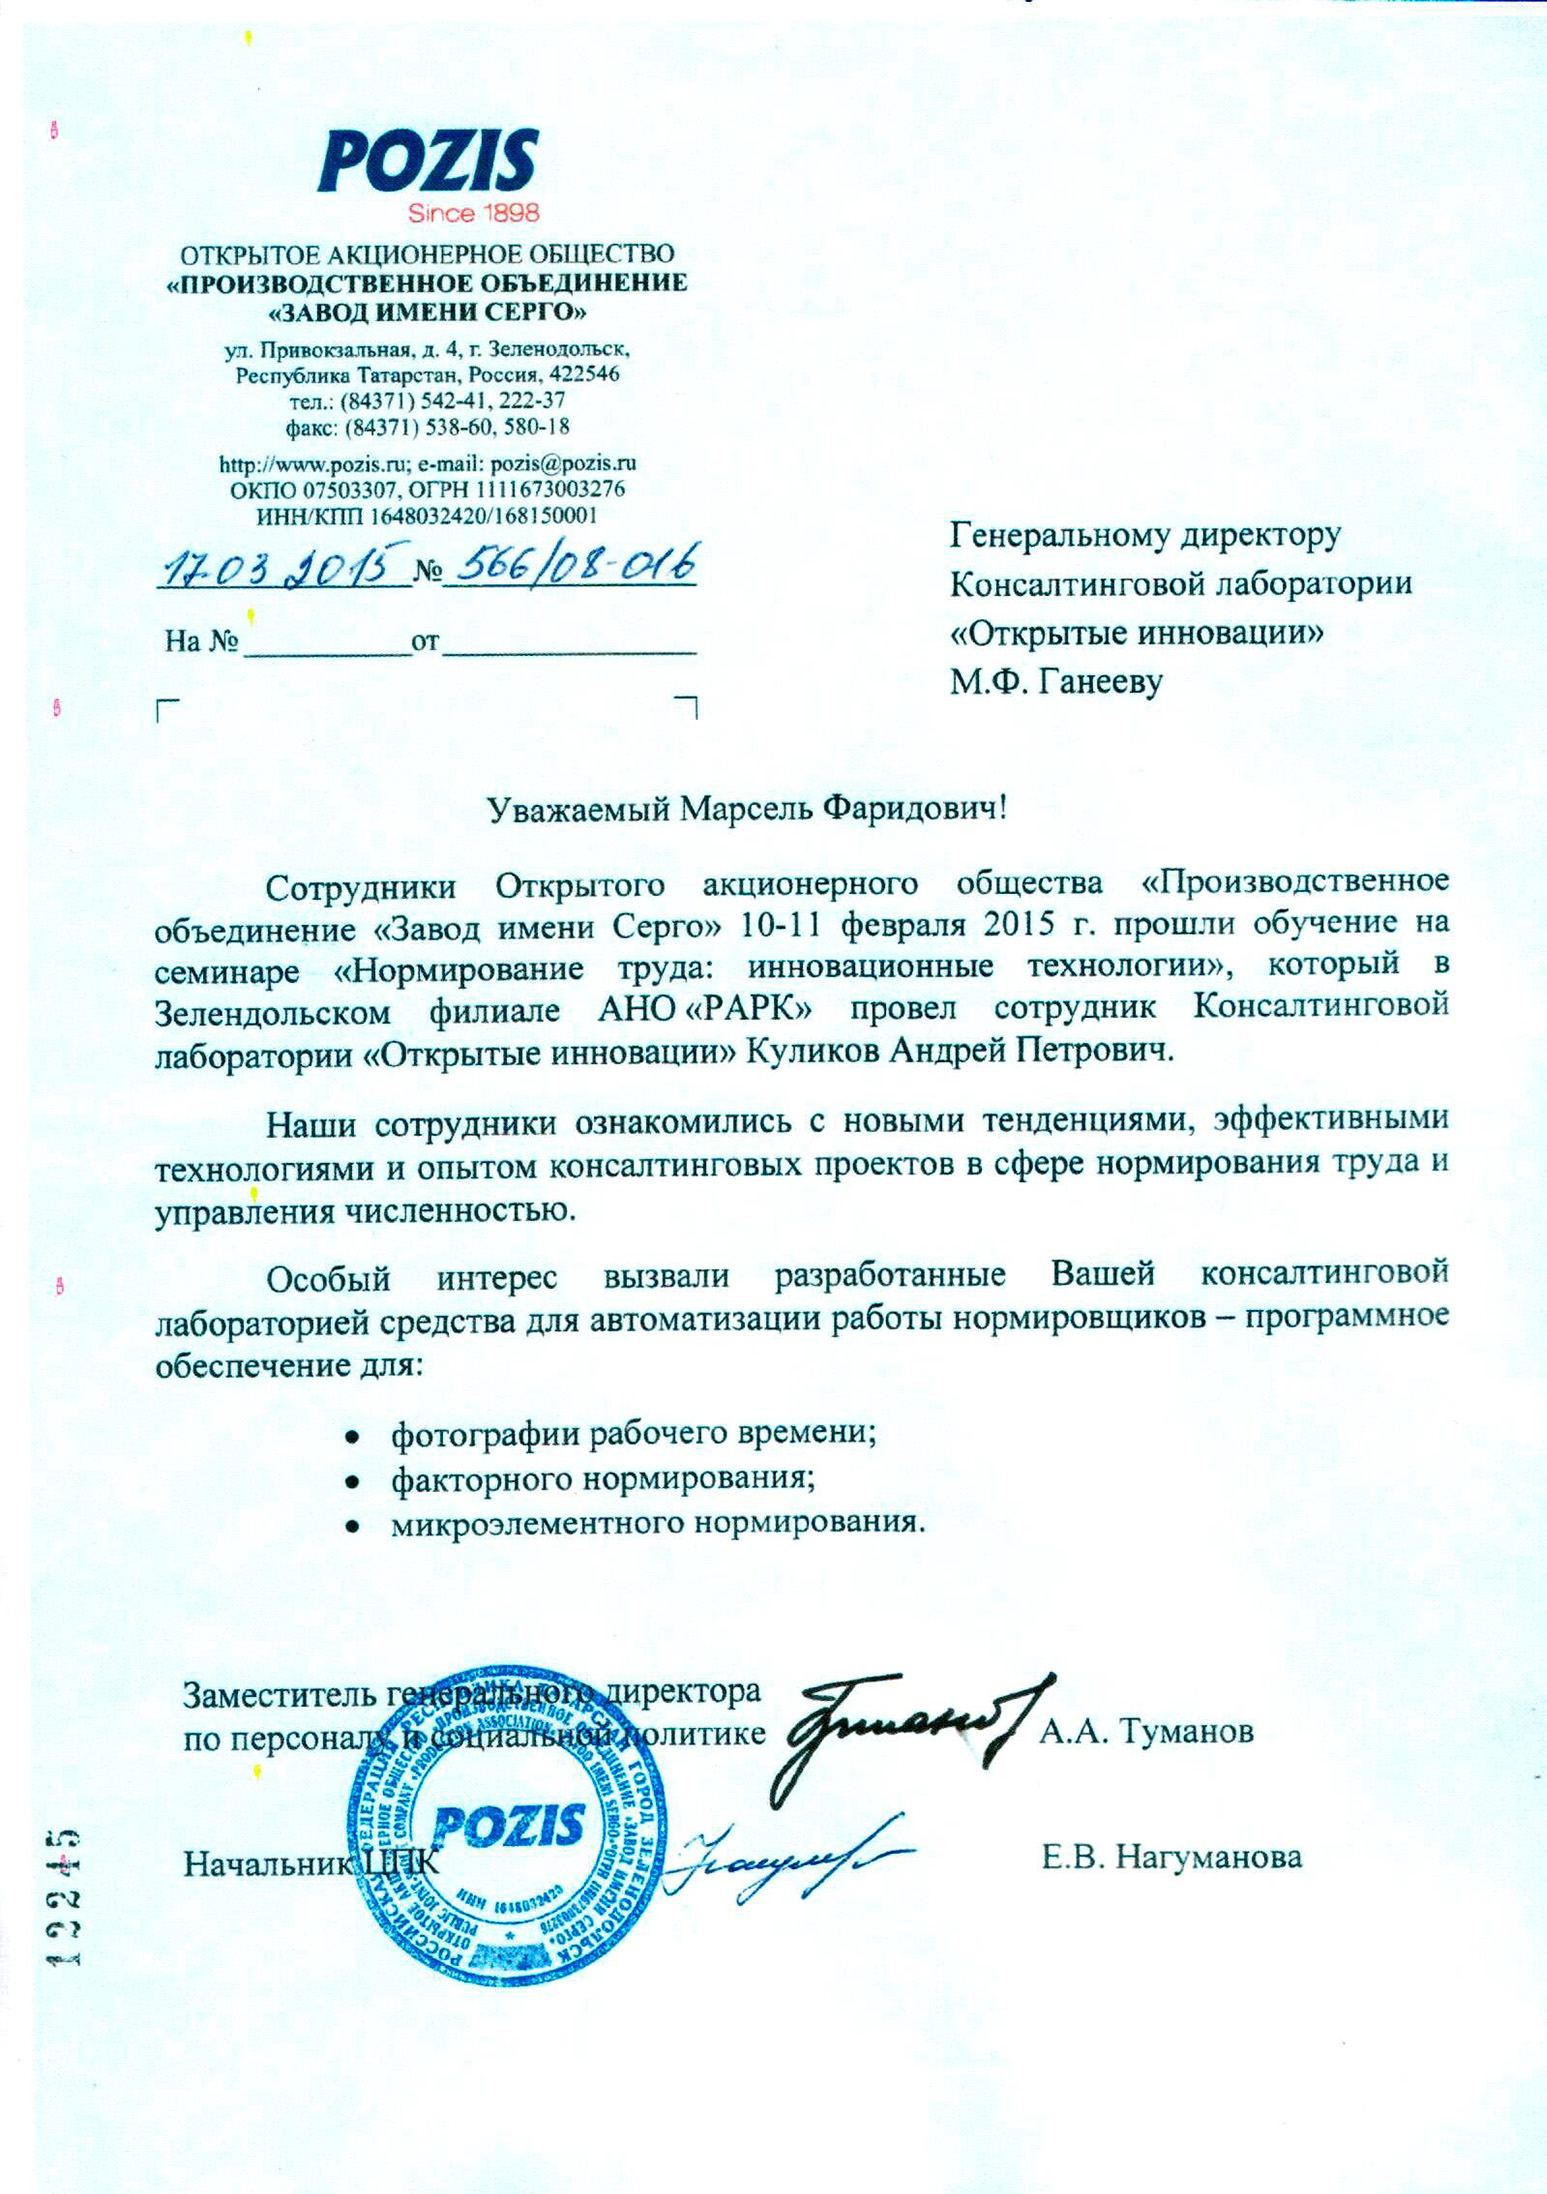 POZIS
Since 1898
ОТКРЫТОЕ АКЦИОНЕРНОЕ ОБЩЕСТВО
«ПРОИЗВОДСТВЕННОЕ ОБЪЕДИНЕНИЕ
«ЗАВОД ИМЕНИ СЕРГО»
ул. Привокзальная, д. 4, г. Зеленодольск,
Республика Татарстан, Россия, 422546
тел.: (84371) 542-41, 222-37
факс: (84371) 538-60, 580-18
http://www.pozis.ru; e-mail: pozis@pozis.ru
ОКПО 07503307, ОГРН 1111673003276
ИНН/КПП 1648032420/168150001
17.03 2015 № 566/08-016
На № от
Генеральному директору
Консалтинговой лаборатории
«Открытые инновации»
М.Ф. Ганееву
Уважаемый Марсель Фаридович!
Сотрудники Открытого акционерного общества «Производственное
объединение «Завод имени Серго» 10-11 февраля 2015 г. прошли обучение на
семинаре «Нормирование труда: инновационные технологии», который в
Зелендольском филиале АНО «РАРК» провел сотрудник Консалтинговой
лаборатории «Открытые инновации» Куликов Андрей Петрович.
Наши сотрудники ознакомились с новыми тенденциями, эффективными
технологиями и опытом консалтинговых проектов в сфере нормирования труда и
управления численностью.
Особый интерес вызвали разработанные Вашей консалтинговой
лабораторией средства для автоматизации работы нормировщиков – программное
обеспечение для:
• фотографии рабочего времени;
• факторного нормирования;
• микроэлементного нормирования.
Заместитель генерального директора
по персоналу и социальной политике А.А. Туманов
Начальник ЦПК Е.В. Нагуманова
POZIS
ИНН 1648032420
12245